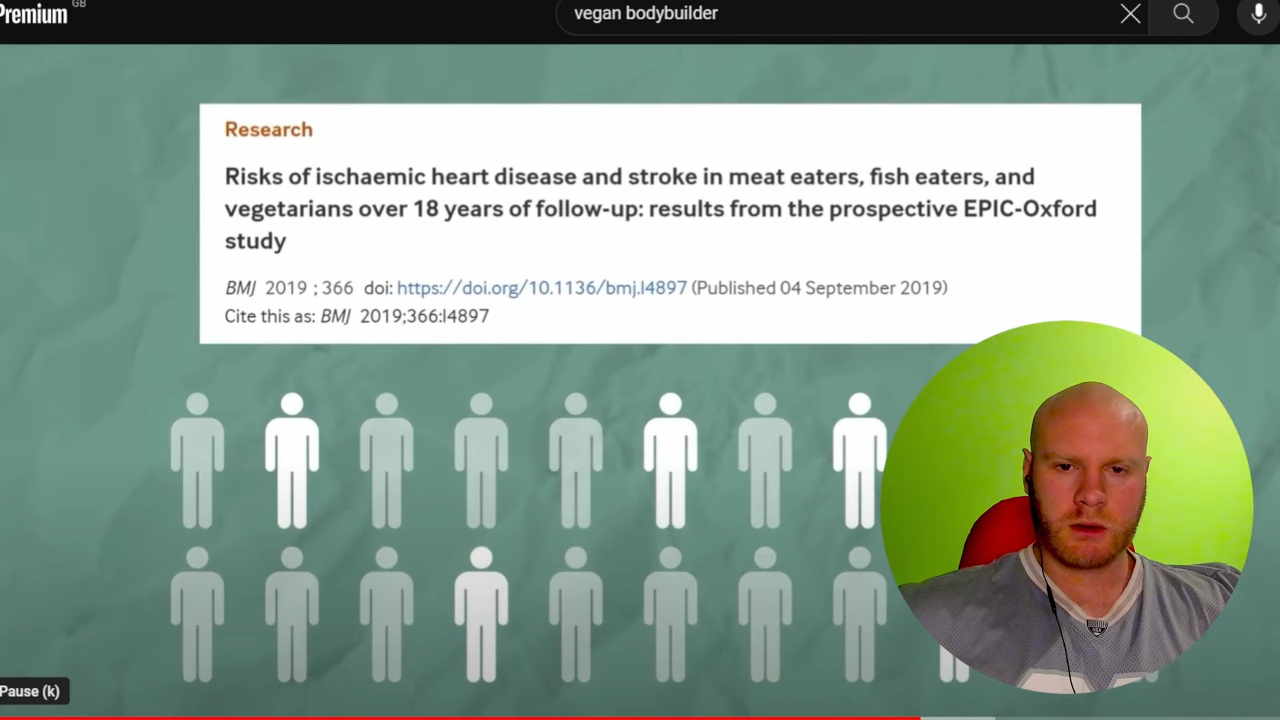 Premium GB
vegan bodybuilder
Research
Risks of ischaemic heart disease and stroke in meat eaters, fish eaters, and
vegetarians over 18 years of follow-up: results from the prospective EPIC-Oxford
study
BMJ 2019 ; 366 doi: https://doi.org/10.1136/bmj.l4897 (Published 04 September 2019)
Cite this as: BMJ 2019;366:l4897
Pause (k)